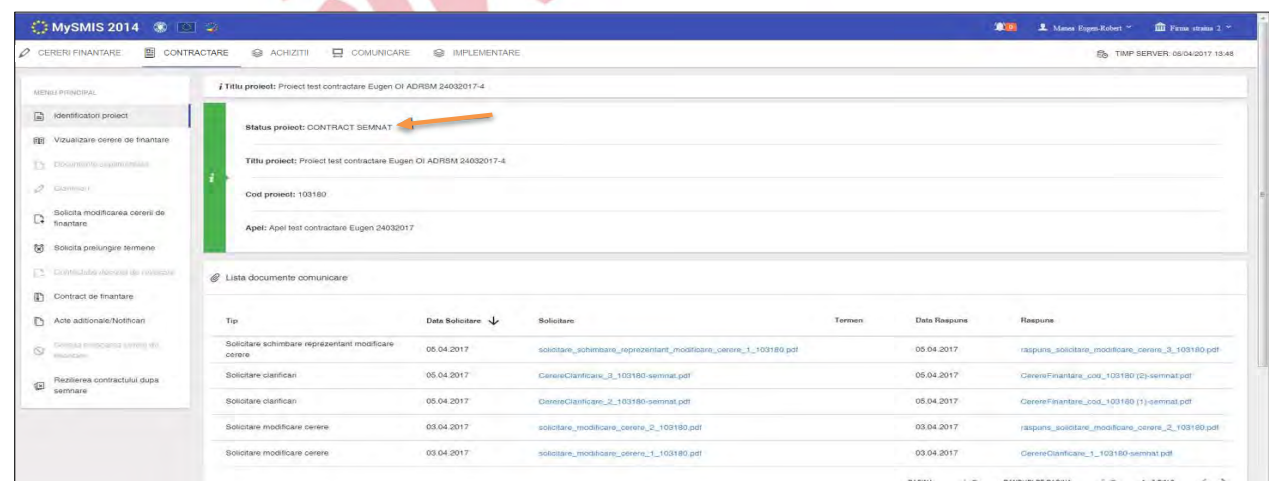 MySMIS 2014
Manea Eugen-Robert
Firma straina 2
CERERI FINANTARE CONTRACTARE ACHIZITII COMUNICARE IMPLEMENTARE
TIMP SERVER: 05/04/2017 13:46
MENIU PRINCIPAL
Identificatori proiect
Vizualizare cerere de finantare
Solicita modificarea cererii de
finantare
Solicita prelungire termene
Contract de finantare
Acte aditionale/Notificari
Rezilierea contractului dupa
semnare
i Titlu proiect: Proiect test contractare Eugen OI ADRSM 24032017-4
Status proiect: CONTRACT SEMNAT
Titlu proiect: Proiect test contractare Eugen OI ADRSM 24032017-4
i
Cod proiect: 103180
Apel: Apel test contractare Eugen 24032017
Lista documente comunicare
Tip Data Solicitare Solicitare Termen Data Raspuns Raspuns
Solicitare schimbare reprezentant modificare
cerere 05.04.2017 solicitare_schimbare_reprezentant_modificare_cerere_1_103180.pdf 05.04.2017 raspuns_solicitare_modificare_cerere_3_103180.pdf
Solicitare clarificari 05.04.2017 CerereClarificare_3_103180-semnat.pdf 05.04.2017 CerereFinantare_cod_103180 (2)-semnat.pdf
Solicitare clarificari 05.04.2017 CerereClarificare_2_103180-semnat.pdf 05.04.2017 CerereFinantare_cod_103180 (1)-semnat.pdf
Solicitare modificare cerere 03.04.2017 solicitare_modificare_cerere_2_103180.pdf 03.04.2017 raspuns_solicitare_modificare_cerere_2_103180.pdf
Solicitare modificare cerere 03.04.2017 solicitare_modificare_cerere_1_103180.pdf 03.04.2017 CerereClarificare_1_103180-semnat.pdf